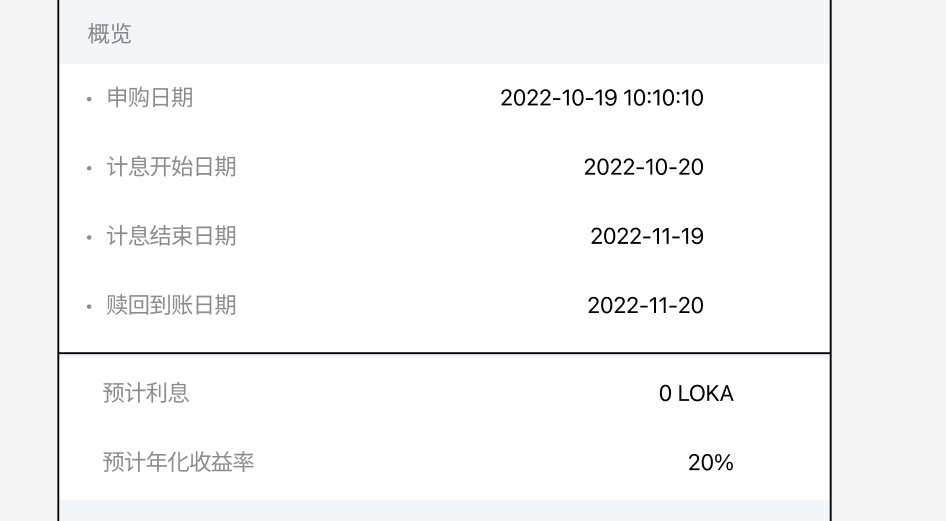 概览
• 申购日期 2022-10-19 10:10:10
• 计息开始日期 2022-10-20
• 计息结束日期 2022-11-19
• 赎回到账日期 2022-11-20
预计利息 0 LOKA
预计年化收益率 20%